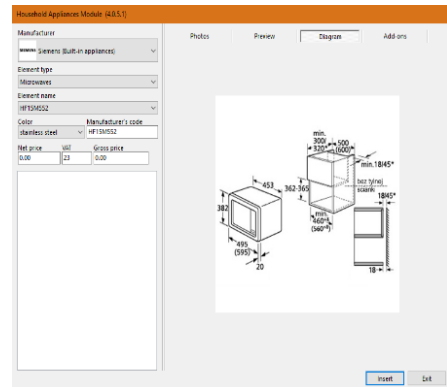 Household Appliances Module (4.0.5.1)
Manufacturer
SIEMENS Siemens (Built-in appliances)
Element type
Microwaves
Element name
HF15M552
Color
Manufacturer's code
stainless steel
HF15M552
Net price
VAT
Gross price
0.00
23
0.00
Photos
Preview
Diagram
Add-ons
min.
300/
320*
500
(600)
min.18/45*
362-365
bez tylnej
ścianki
18/45*
min.
460
(560
18
453
382
495
(595)
20
Insert
Exit